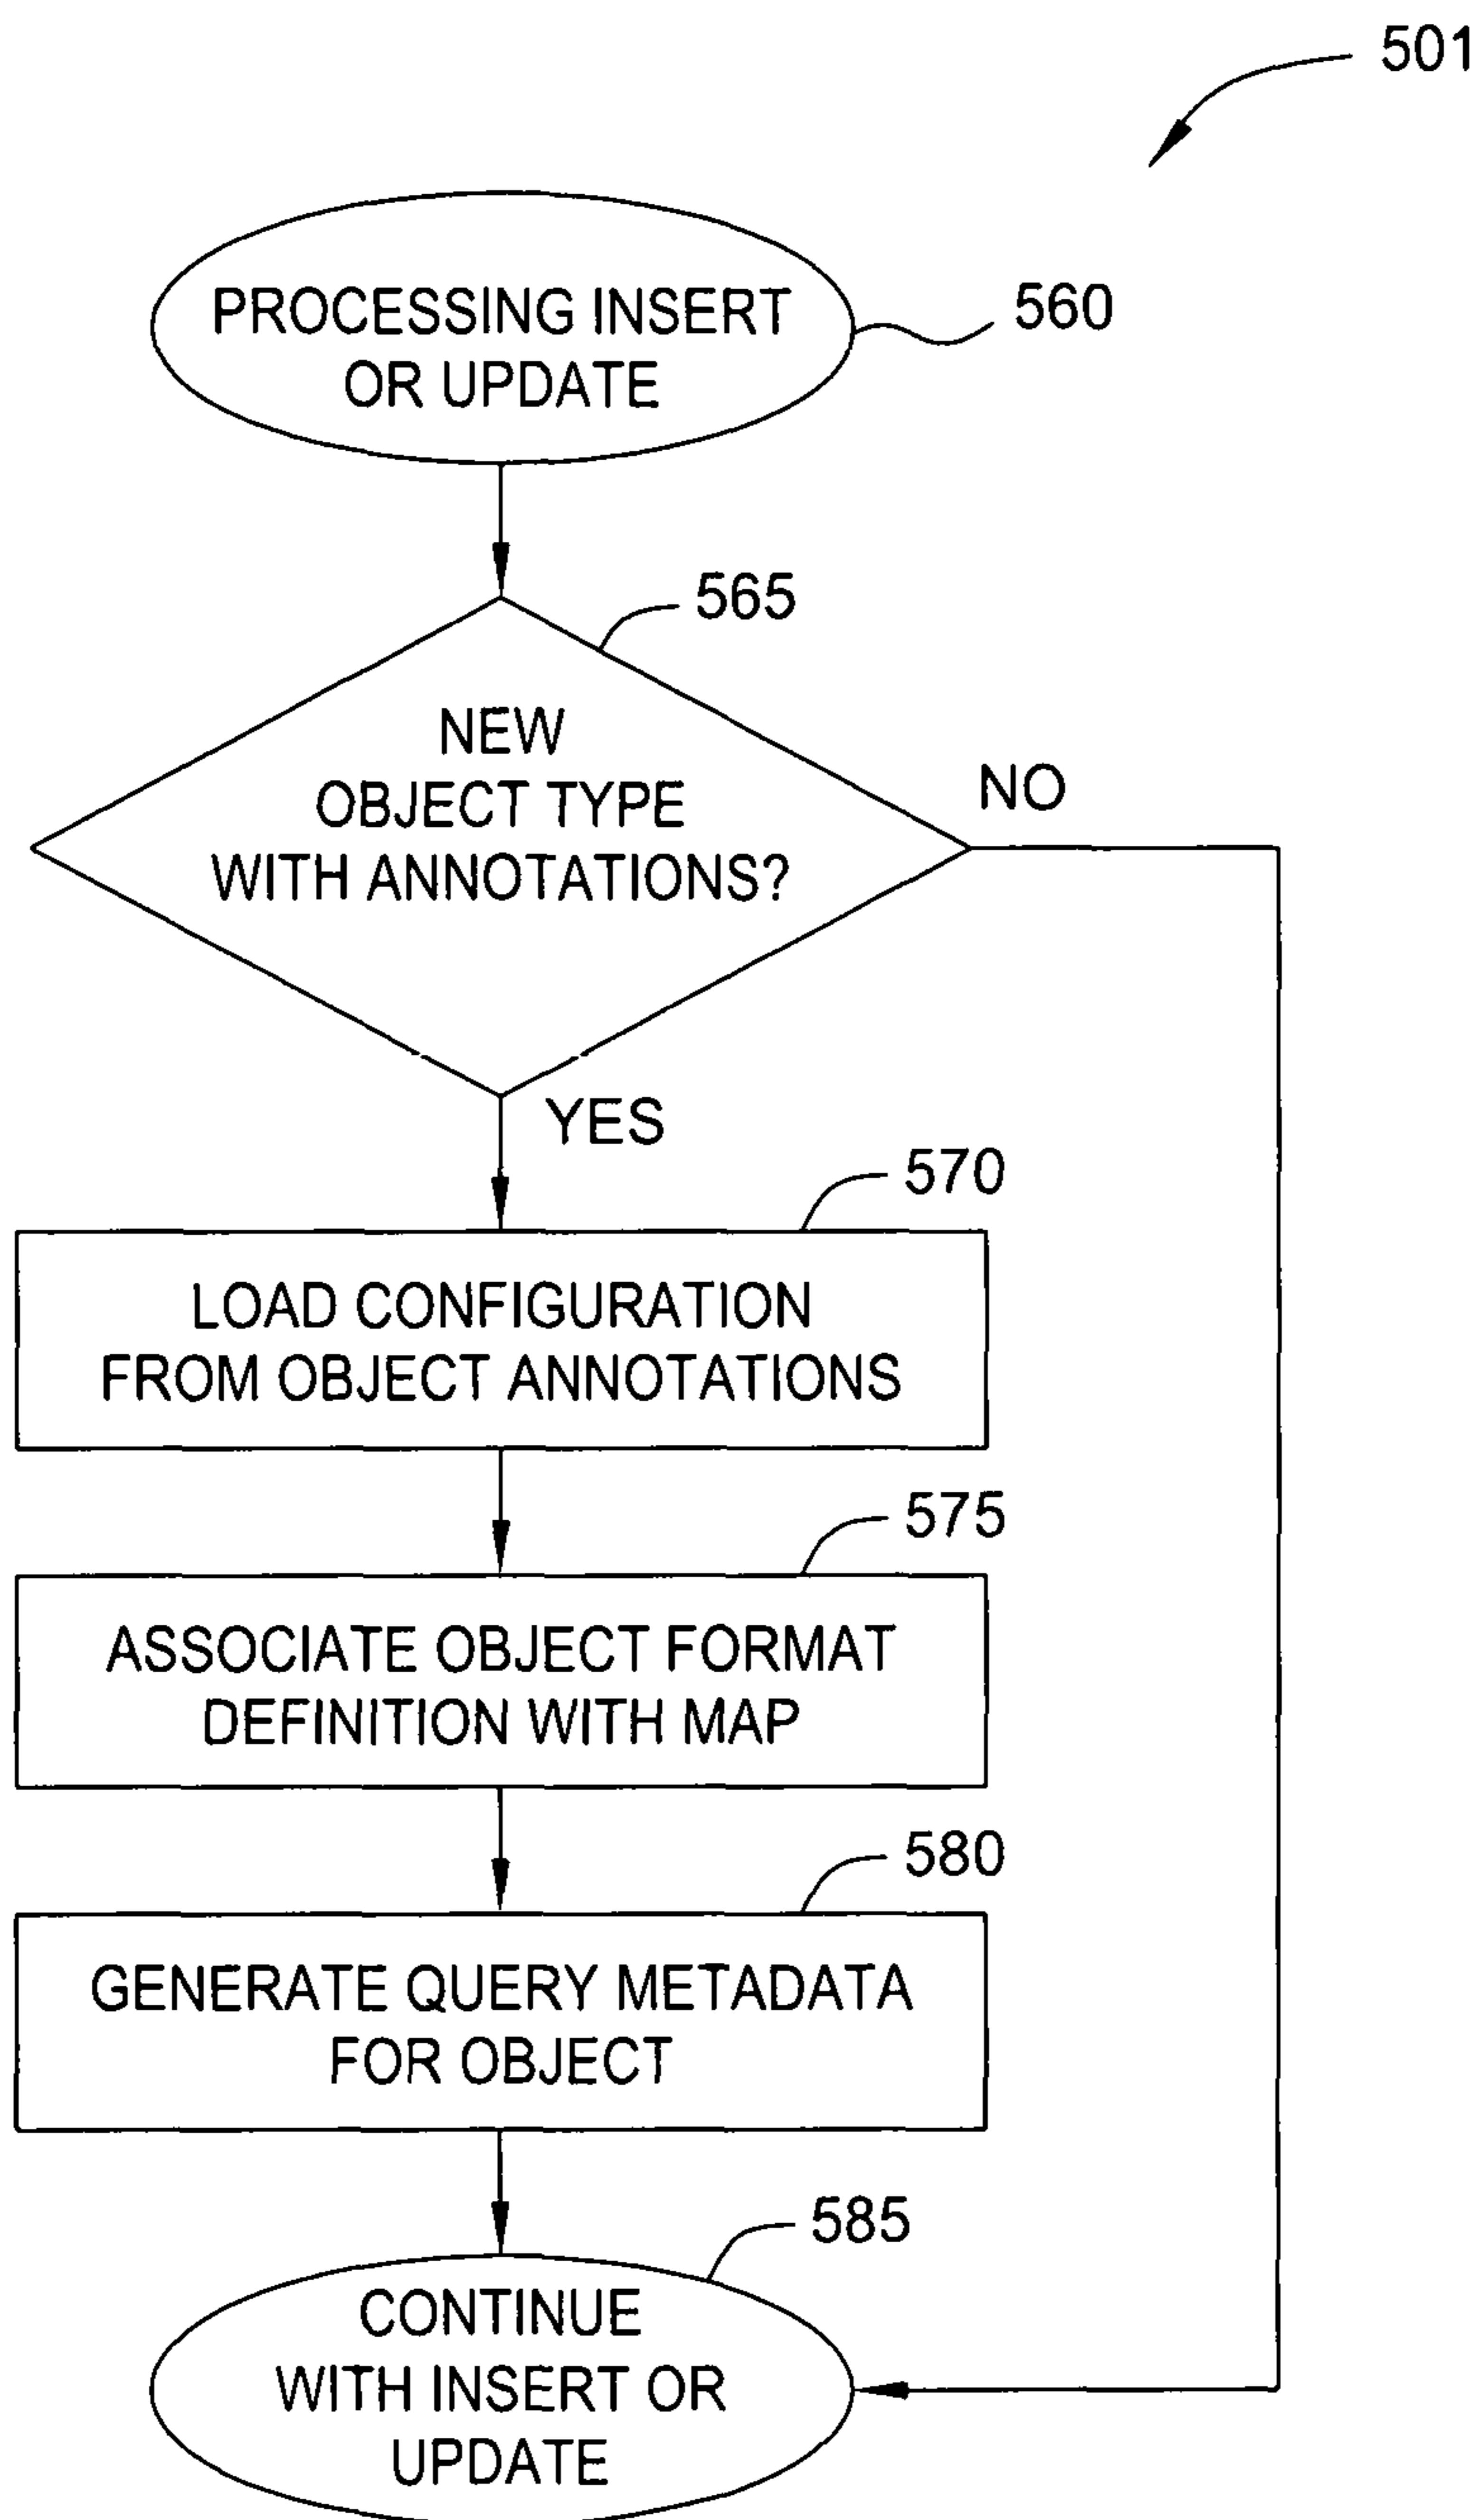 501
PROCESSING INSERT
OR UPDATE
560
565
NEW
OBJECT TYPE
WITH ANNOTATIONS?
NO
YES
570
LOAD CONFIGURATION
FROM OBJECT ANNOTATIONS
575
ASSOCIATE OBJECT FORMAT
DEFINITION WITH MAP
580
GENERATE QUERY METADATA
FOR OBJECT
585
CONTINUE
WITH INSERT OR
UPDATE